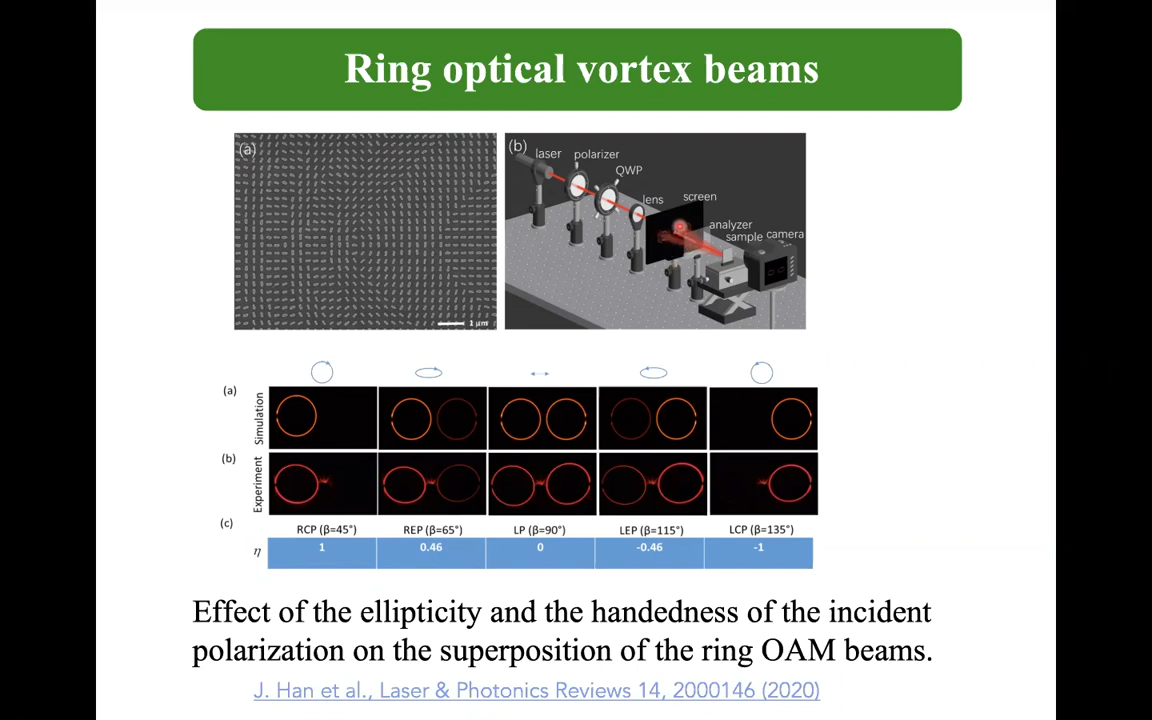 Ring optical vortex beams
(a)
1 μm
(b)
laser
polarizer
QWP
lens
screen
analyzer
sample
camera
(a)
Simulation
(b)
Experiment
(c)
RCP (β=45°) REP (β=65°) LP (β=90°) LEP (β=115°) LCP (β=135°)
η 1 0.46 0 -0.46 -1
Effect of the ellipticity and the handedness of the incident
polarization on the superposition of the ring OAM beams.
J. Han et al., Laser & Photonics Reviews 14, 2000146 (2020)